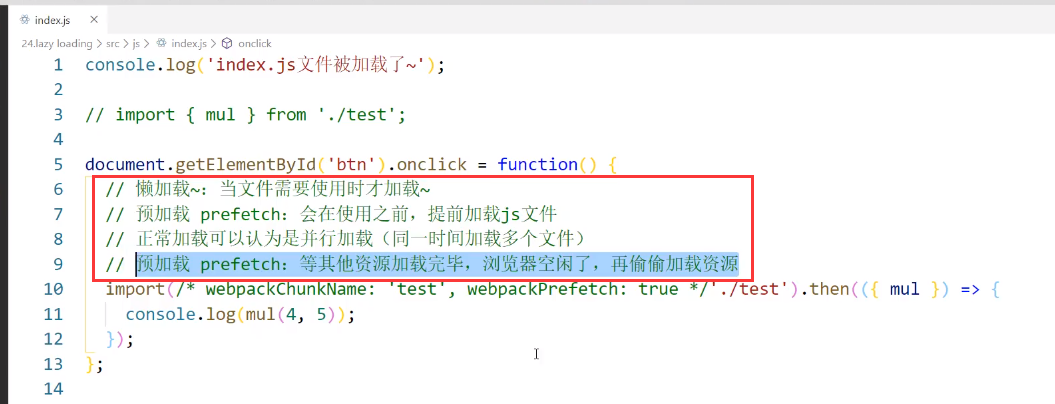 index.js
24.lazy loading > src > js > index.js > onclick
1 console.log('index.js文件被加载了~');
2
3 // import { mul } from './test';
4
5 document.getElementById('btn').onclick = function() {
6 // 懒加载~：当文件需要使用时才加载~
7 // 预加载 prefetch：会在使用之前，提前加载js文件
8 // 正常加载可以认为是并行加载（同一时间加载多个文件）
9 // 预加载 prefetch：等其他资源加载完毕，浏览器空闲了，再偷偷加载资源
10 import(/* webpackChunkName: 'test', webpackPrefetch: true */'./test').then(({ mul }) => {
11 console.log(mul(4, 5));
12 });
13 };
14